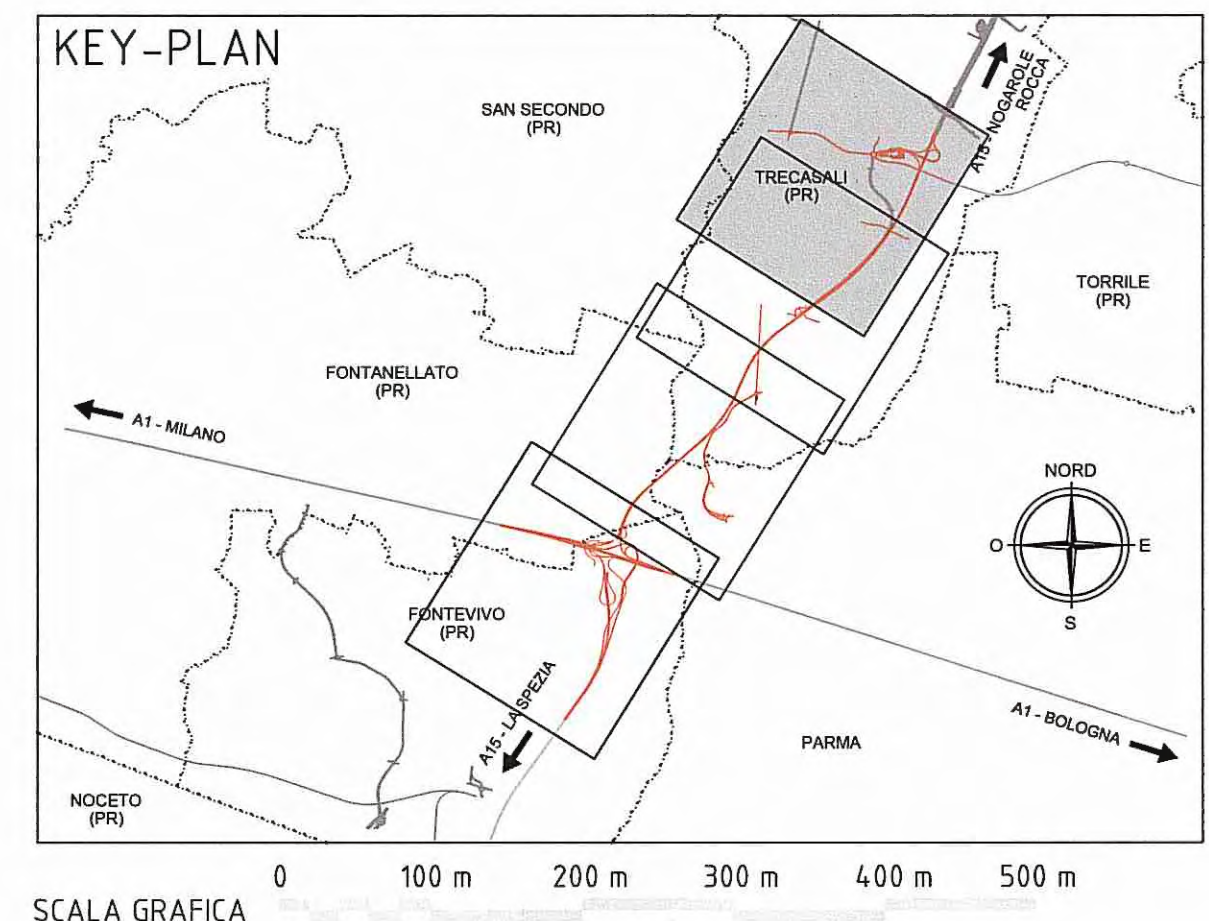 KEY-PLAN
SAN SECONDO
(PR)
A15 - NOGAROLE
ROCCA
TRECASALI
(PR)
TORRILE
(PR)
FONTANELLATO
(PR)
A1 - MILANO
NORD
O
E
S
FONTEVIVO
(PR)
A15 - LA SPEZIA
A1 - BOLOGNA
PARMA
NOCETO
(PR)
0 100 m 200 m 300 m 400 m 500 m
SCALA GRAFICA